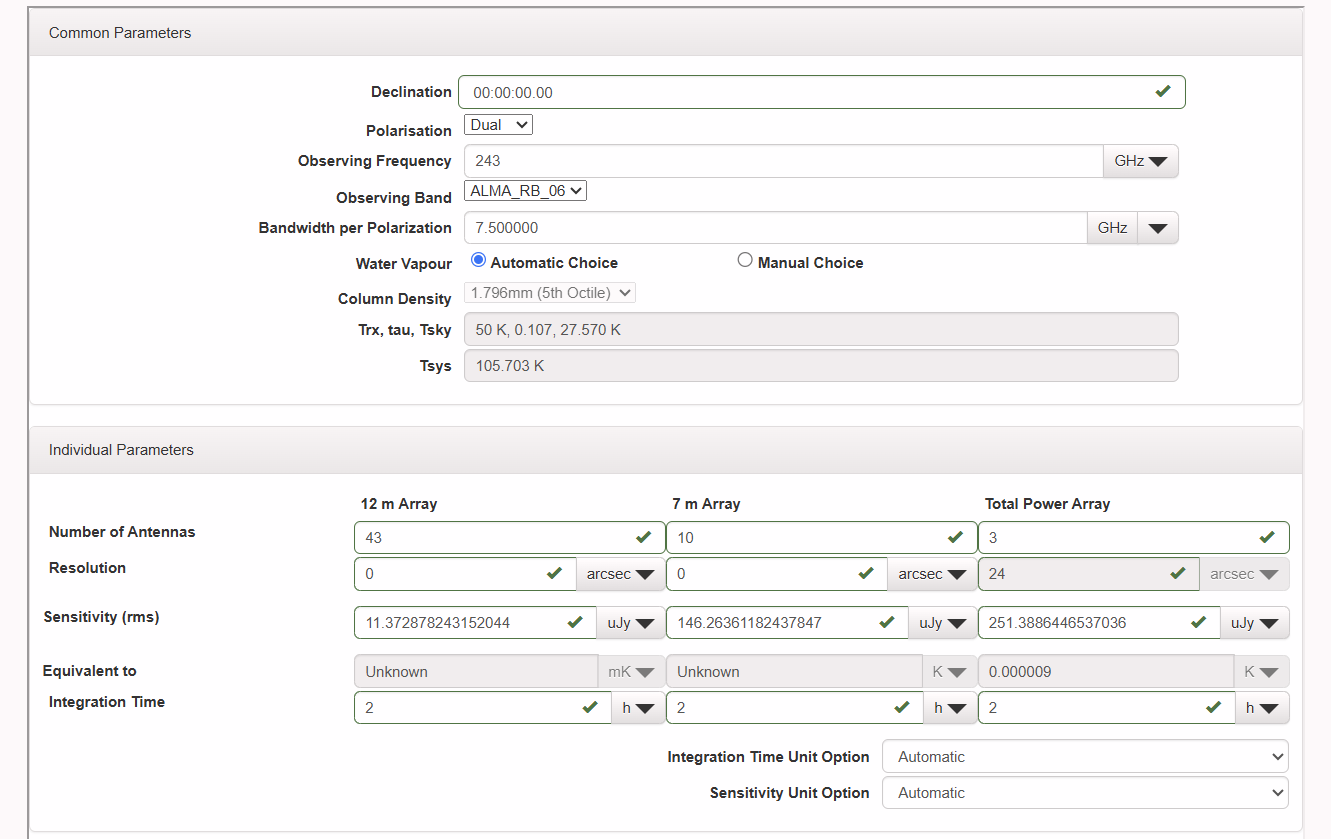 Common Parameters
Declination 00:00:00.00
Polarisation Dual
Observing Frequency 243 GHz
Observing Band ALMA_RB_06
Bandwidth per Polarization 7.500000 GHz
Water Vapour Automatic Choice Manual Choice
Column Density 1.796mm (5th Octile)
Trx, tau, Tsky 50 K, 0.107, 27.570 K
Tsys 105.703 K
Individual Parameters
12 m Array 7 m Array Total Power Array
Number of Antennas 43 10 3
Resolution 0 arcsec 0 arcsec 24 arcsec
Sensitivity (rms) 11.372878243152044 uJy 146.26361182437847 uJy 251.3886446537036 uJy
Equivalent to Unknown mK Unknown K 0.000009 K
Integration Time 2 h 2 h 2 h
Integration Time Unit Option Automatic
Sensitivity Unit Option Automatic